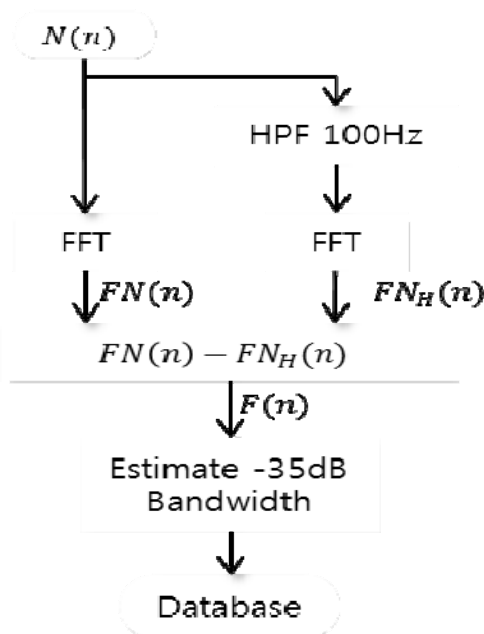 N(n)
HPF 100Hz
FFT FFT
FN(n) FN_H(n)
FN(n) − FN_H(n)
F(n)
Estimate -35dB
Bandwidth
Database